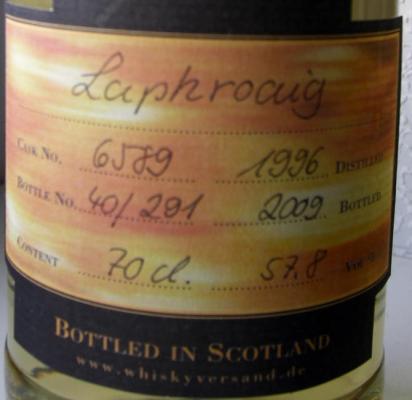 Laphroaig
CASK NO. 6589 1996 DISTILLED
BOTTLE NO. 40/291 2009 BOTTLED
CONTENT 70 cl. 57.8 Vol %
BOTTLED IN SCOTLAND
www.whiskyversand.de